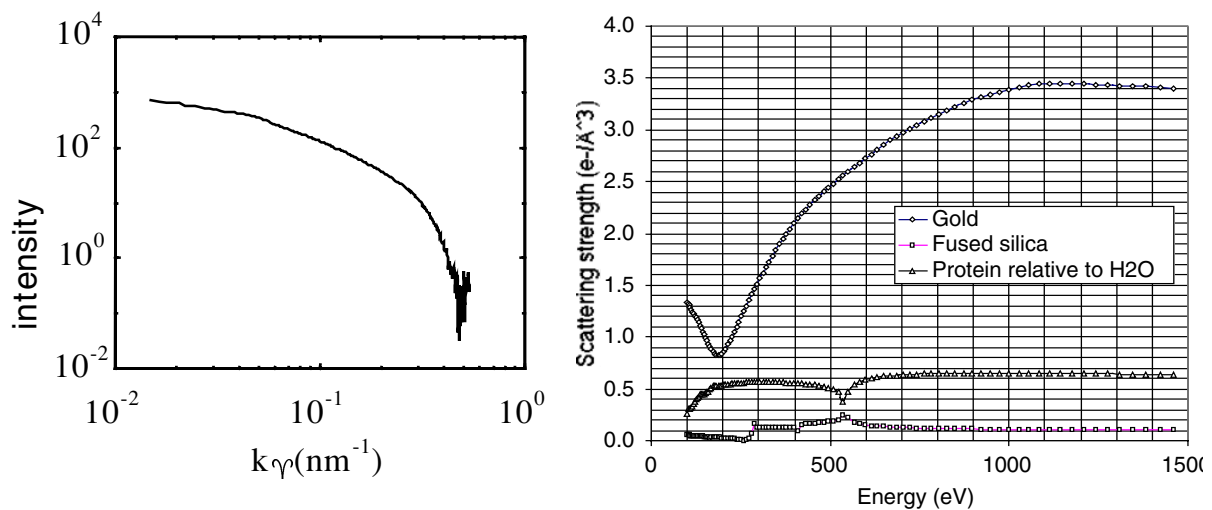 10^4
10^2
10^0
10^-2
10^-2
10^-1
10^0
intensity
k♈(nm^-1)
4.0
3.5
3.0
2.5
2.0
1.5
1.0
0.5
0.0
Scattering strength (e-/Å^3)
Gold
Fused silica
Protein relative to H2O
0
500
1000
1500
Energy (eV)